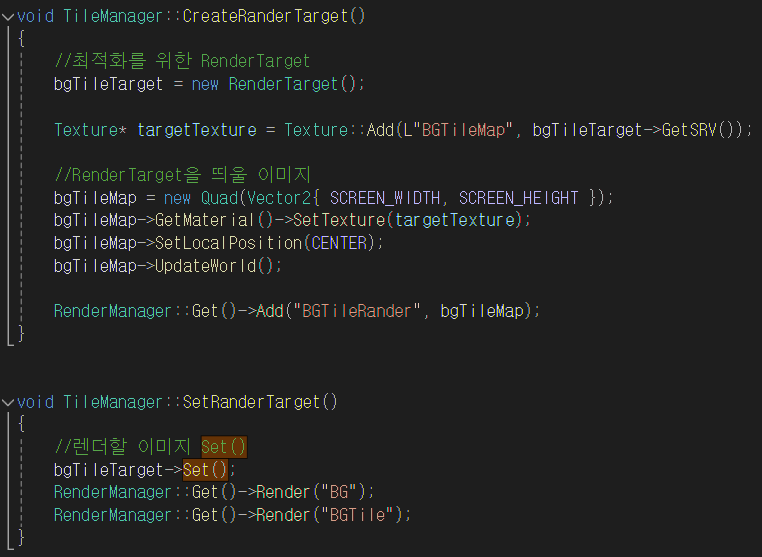 void TileManager::CreateRanderTarget()
{
//최적화를 위한 RenderTarget
bgTileTarget = new RenderTarget();
Texture* targetTexture = Texture::Add(L"BGTileMap", bgTileTarget->GetSRV());
//RenderTarget을 띄울 이미지
bgTileMap = new Quad(Vector2{ SCREEN_WIDTH, SCREEN_HEIGHT });
bgTileMap->GetMaterial()->SetTexture(targetTexture);
bgTileMap->SetLocalPosition(CENTER);
bgTileMap->UpdateWorld();
RenderManager::Get()->Add("BGTileRander", bgTileMap);
}
void TileManager::SetRanderTarget()
{
//렌더할 이미지 Set()
bgTileTarget->Set();
RenderManager::Get()->Render("BG");
RenderManager::Get()->Render("BGTile");
}